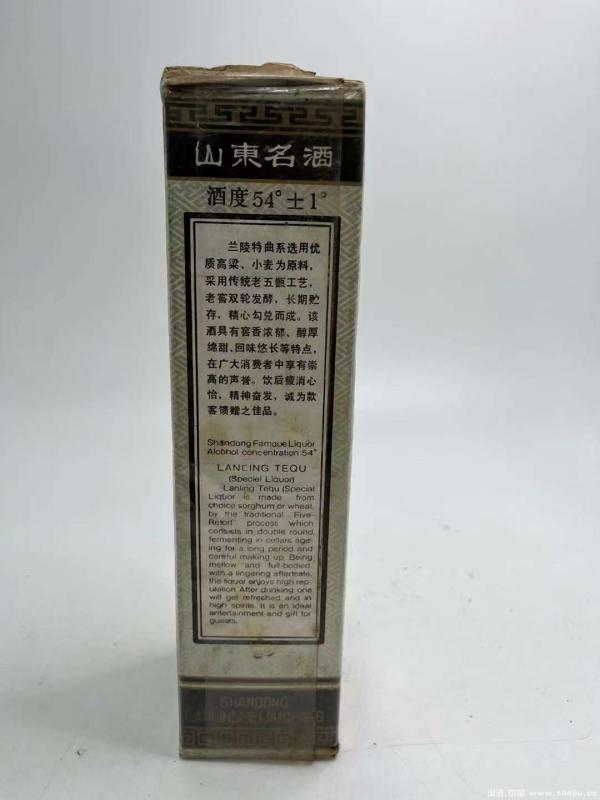 山東名酒
酒度54°±1°
兰陵特曲系选用优
质高粱、小麦为原料,
采用传统老五甑工艺,
老窖双轮发酵,长期贮
存,精心勾兑而成。该
酒具有窖香浓郁、醇厚
绵甜、回味悠长等特点,
在广大消费者中享有崇
高的声誉。饮后疲消心
怡,精神奋发,诚为款
客馈赠之佳品。
Shandong Famous Liquor
Alcohol concentration 54°
LANLING TEQU
(Special Liquor)
Lanling Tequ (Special
Liquor is made from
choice sorghum or wheat,
by the traditional Five-
Retort process which
consists in double round
fermenting in cellars age-
ing for a long period and
careful making up. Being
mellow and full-bodied,
with a lingering aftertaste,
the liquor enjoys high rep-
utation. After drinking one
will get refreshed and in
high spirits. It is an ideal
entertainment and gift for
guests.
SHANDONG
LANLINGMEIJIUCHANG